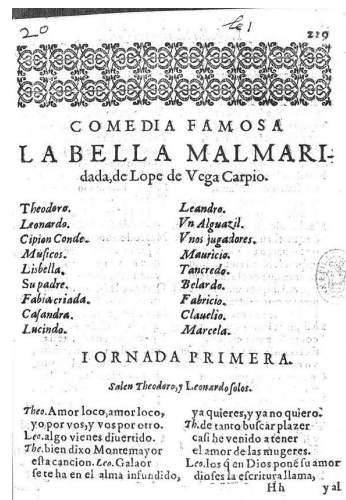 20
219
COMEDIA FAMOSA
LA BELLA MALMARI-
dada, de Lope de Vega Carpio.
Theodoro.
Leonardo.
Cipion Conde.
Musicos.
Lisbella.
Su padre.
Fabia criada.
Casandra.
Lucindo.
Leandro.
Vn Alguazil.
Vnos jugadores.
Mauricio.
Tancredo.
Belardo.
Fabricio.
Clauelio.
Marcela.
IORNADA PRIMERA.
Salen Theodoro, y Leonardo solos.
Theo. Amor loco, amor loco,
yo por vos, y vos por otro.
Leo. algo vienes diuertido.
The. bien dixo Montemayor
esta cancion. Leo. Galaor
se te ha en el alma infundido,
ya quieres, y ya no quiero.
Th. de tanto buscar plazer
casi he venido a tener
el amor de las mugeres.
Leo. los q̃ en Dios ponẽ su amor
dioses la escritura llama,
Hh
y al